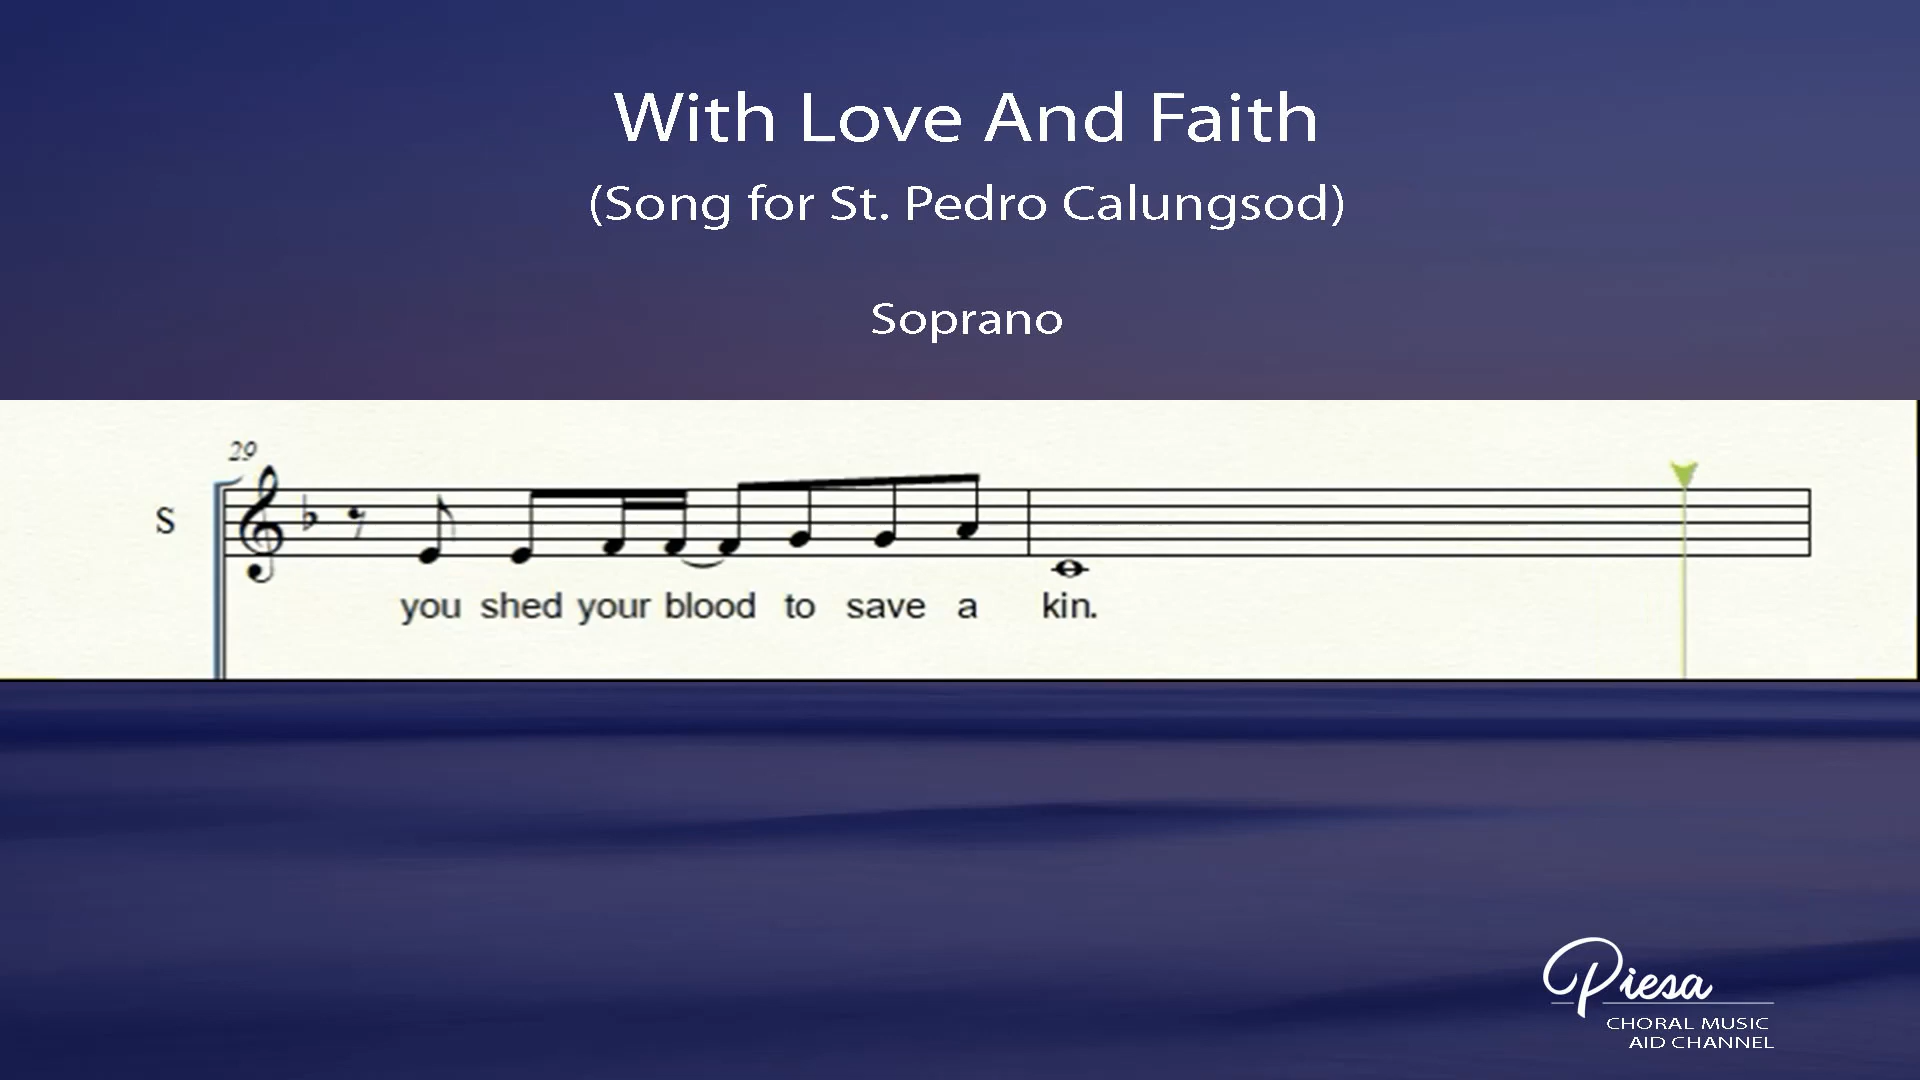 With Love And Faith
(Song for St. Pedro Calungsod)
Soprano
29
S
you shed your blood to save a kin.
Piesa
CHORAL MUSIC
AID CHANNEL